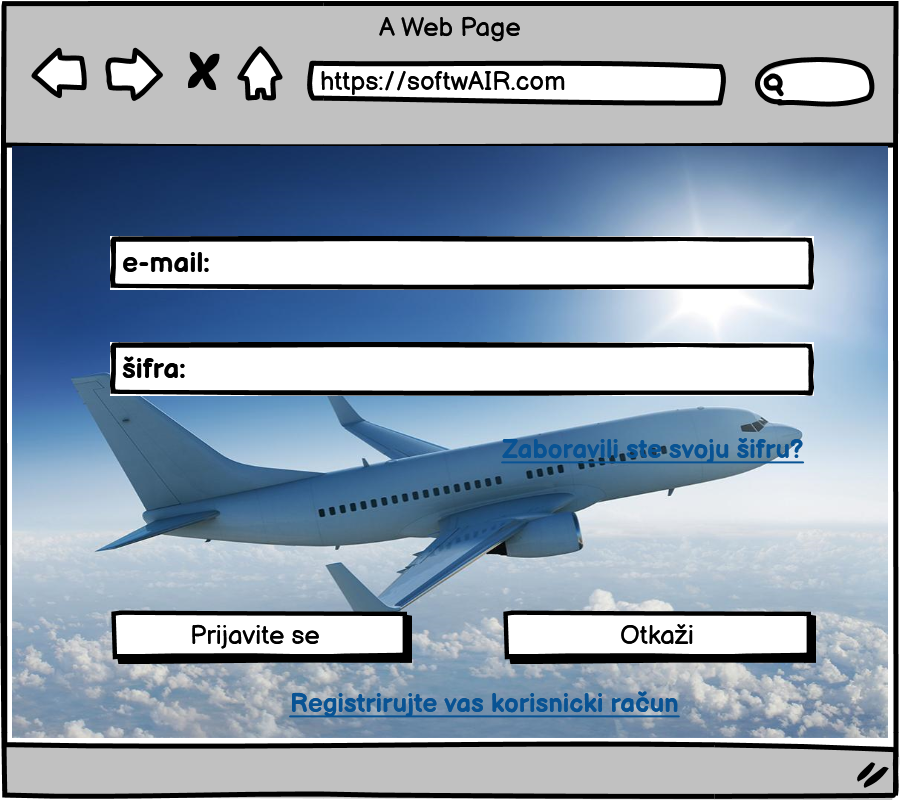 A Web Page
https://softwAIR.com
e-mail:
šifra:
Zaboravili ste svoju šifru?
Prijavite se
Otkaži
Registrirujte vas korisnicki račun